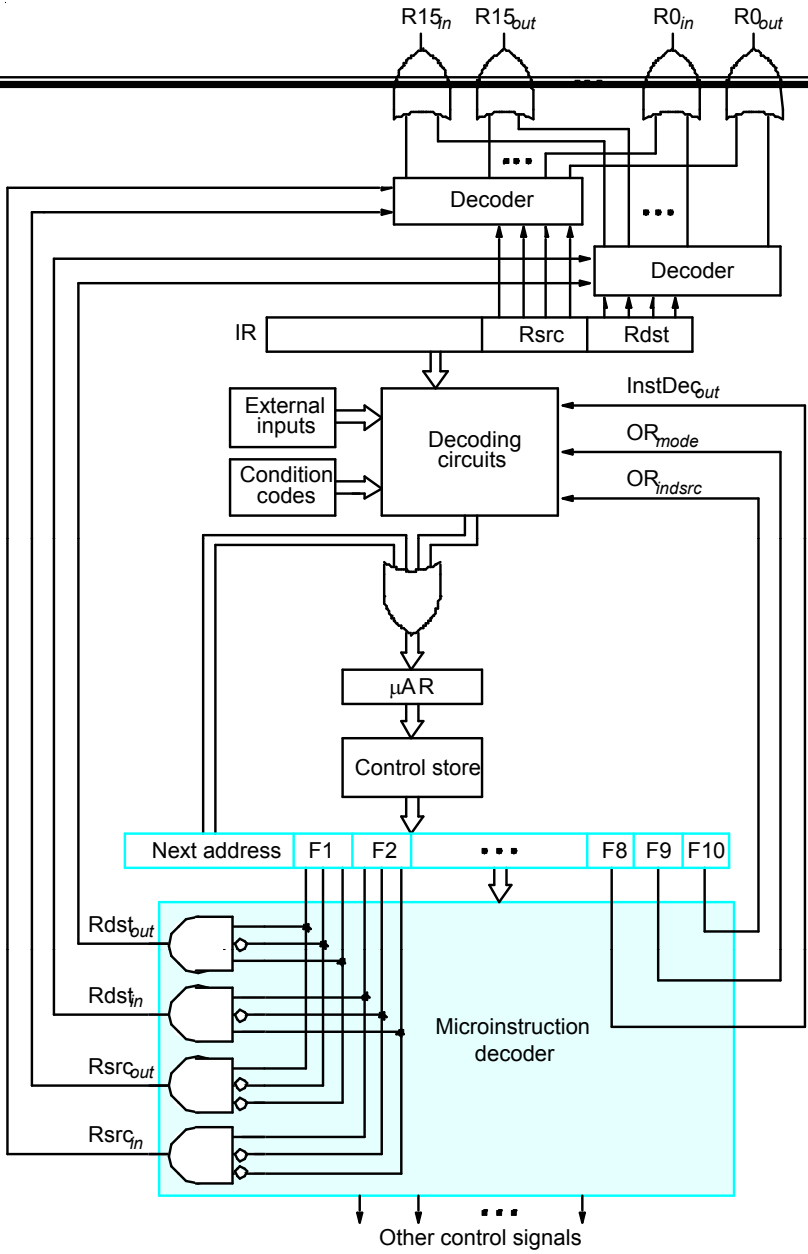 R15in R15out R0in R0out
...
...
Decoder
...
Decoder
IR Rsrc Rdst
InstDecout
External inputs
Decoding circuits
ORmode
Condition codes
ORindsrc
μAR
Control store
Next address F1 F2 ... F8 F9 F10
Rdstout
Rdstin
Microinstruction decoder
Rsrcout
Rsrcin
...
Other control signals